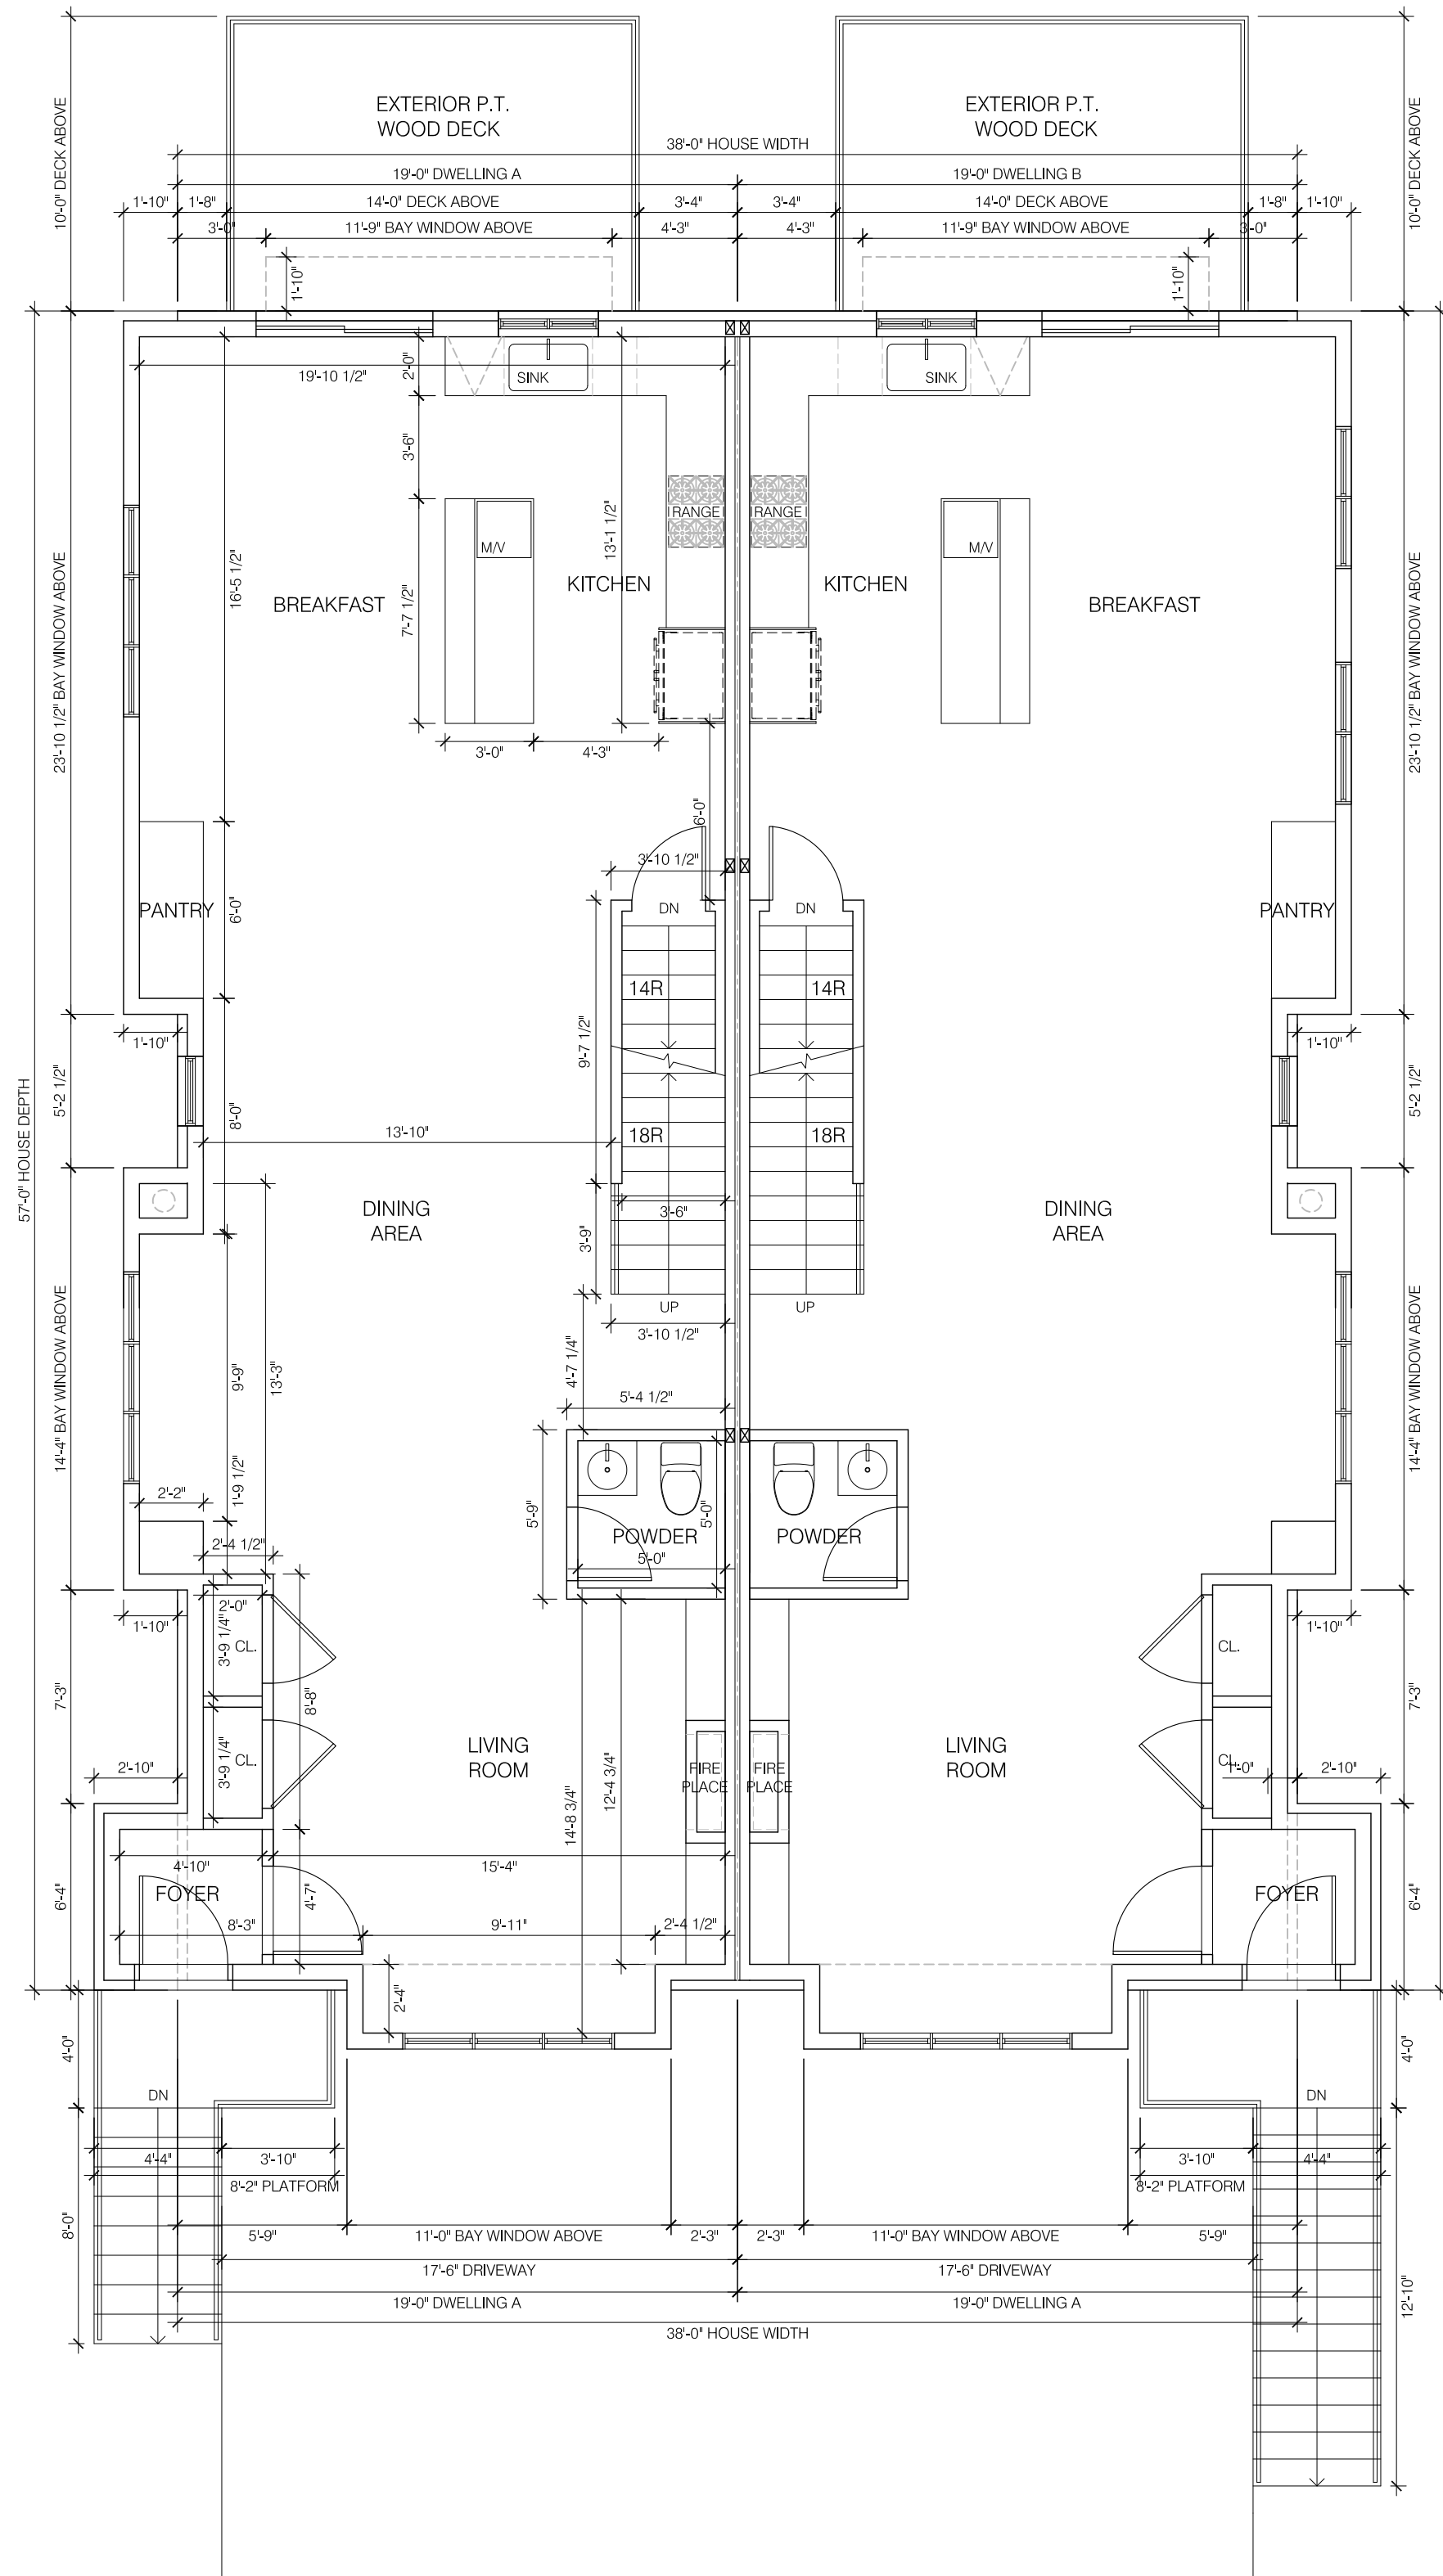 EXTERIOR P.T.
WOOD DECK
EXTERIOR P.T.
WOOD DECK
10'-0" DECK ABOVE
10'-0" DECK ABOVE
38'-0" HOUSE WIDTH
19'-0" DWELLING A
19'-0" DWELLING B
1'-10"
1'-8"
14'-0" DECK ABOVE
3'-4"
3'-4"
14'-0" DECK ABOVE
1'-8"
1'-10"
3'-0"
11'-9" BAY WINDOW ABOVE
4'-3"
4'-3"
11'-9" BAY WINDOW ABOVE
3'-0"
1'-10"
1'-10"
19'-10 1/2"
2'-0"
SINK
SINK
3'-6"
13'-1 1/2"
RANGE
RANGE
M/V
M/V
16'-5 1/2"
7'-7 1/2"
KITCHEN
KITCHEN
BREAKFAST
BREAKFAST
23'-10 1/2" BAY WINDOW ABOVE
23'-10 1/2" BAY WINDOW ABOVE
3'-0"
4'-3"
6'-0"
3'-10 1/2"
PANTRY
6'-0"
DN
DN
PANTRY
14R
14R
1'-10"
9'-7 1/2"
1'-10"
57'-0" HOUSE DEPTH
5'-2 1/2"
8'-0"
13'-10"
18R
18R
5'-2 1/2"
DINING
AREA
3'-6"
DINING
AREA
3'-9"
UP
UP
3'-10 1/2"
14'-4" BAY WINDOW ABOVE
9'-9"
13'-3"
4'-7 1/4"
14'-4" BAY WINDOW ABOVE
5'-4 1/2"
1'-9 1/2"
2'-2"
5'-9"
5'-0"
2'-4 1/2"
POWDER
POWDER
5'-0"
2'-0"
1'-10"
3'-9 1/4"
CL.
CL.
1'-10"
7'-3"
8'-8"
7'-3"
3'-9 1/4"
CL.
LIVING
ROOM
LIVING
ROOM
CL.
1'-0"
2'-10"
2'-10"
FIRE
PLACE
FIRE
PLACE
14'-8 3/4"
12'-4 3/4"
4'-10"
15'-4"
6'-4"
FOYER
4'-7"
FOYER
6'-4"
8'-3"
9'-11"
2'-4 1/2"
2'-4"
4'-0"
4'-0"
DN
DN
4'-4"
3'-10"
3'-10"
4'-4"
8'-2" PLATFORM
8'-2" PLATFORM
8'-0"
5'-9"
11'-0" BAY WINDOW ABOVE
2'-3"
2'-3"
11'-0" BAY WINDOW ABOVE
5'-9"
17'-6" DRIVEWAY
17'-6" DRIVEWAY
19'-0" DWELLING A
19'-0" DWELLING A
12'-10"
38'-0" HOUSE WIDTH